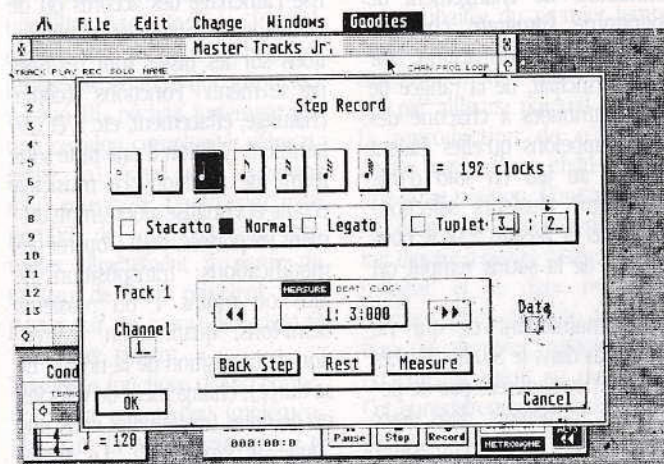 File Edit Change Windows Goodies
Master Tracks Jr.
TRACK PLAY REC SOLO NAME CHAN PROG LOOP
1
2
3
4
5
6
7
8
9
10
11
12
13
Step Record
= 192 clocks
Stacatto Normal Legato Tuplet 3 : 2
Track 1
MEASURE BEAT CLOCK
1: 3:000
Data
Channel
1
Back Step Rest Measure
OK Cancel
Cond
= 120
000:00:0
Pause Stop Record
METRONOME